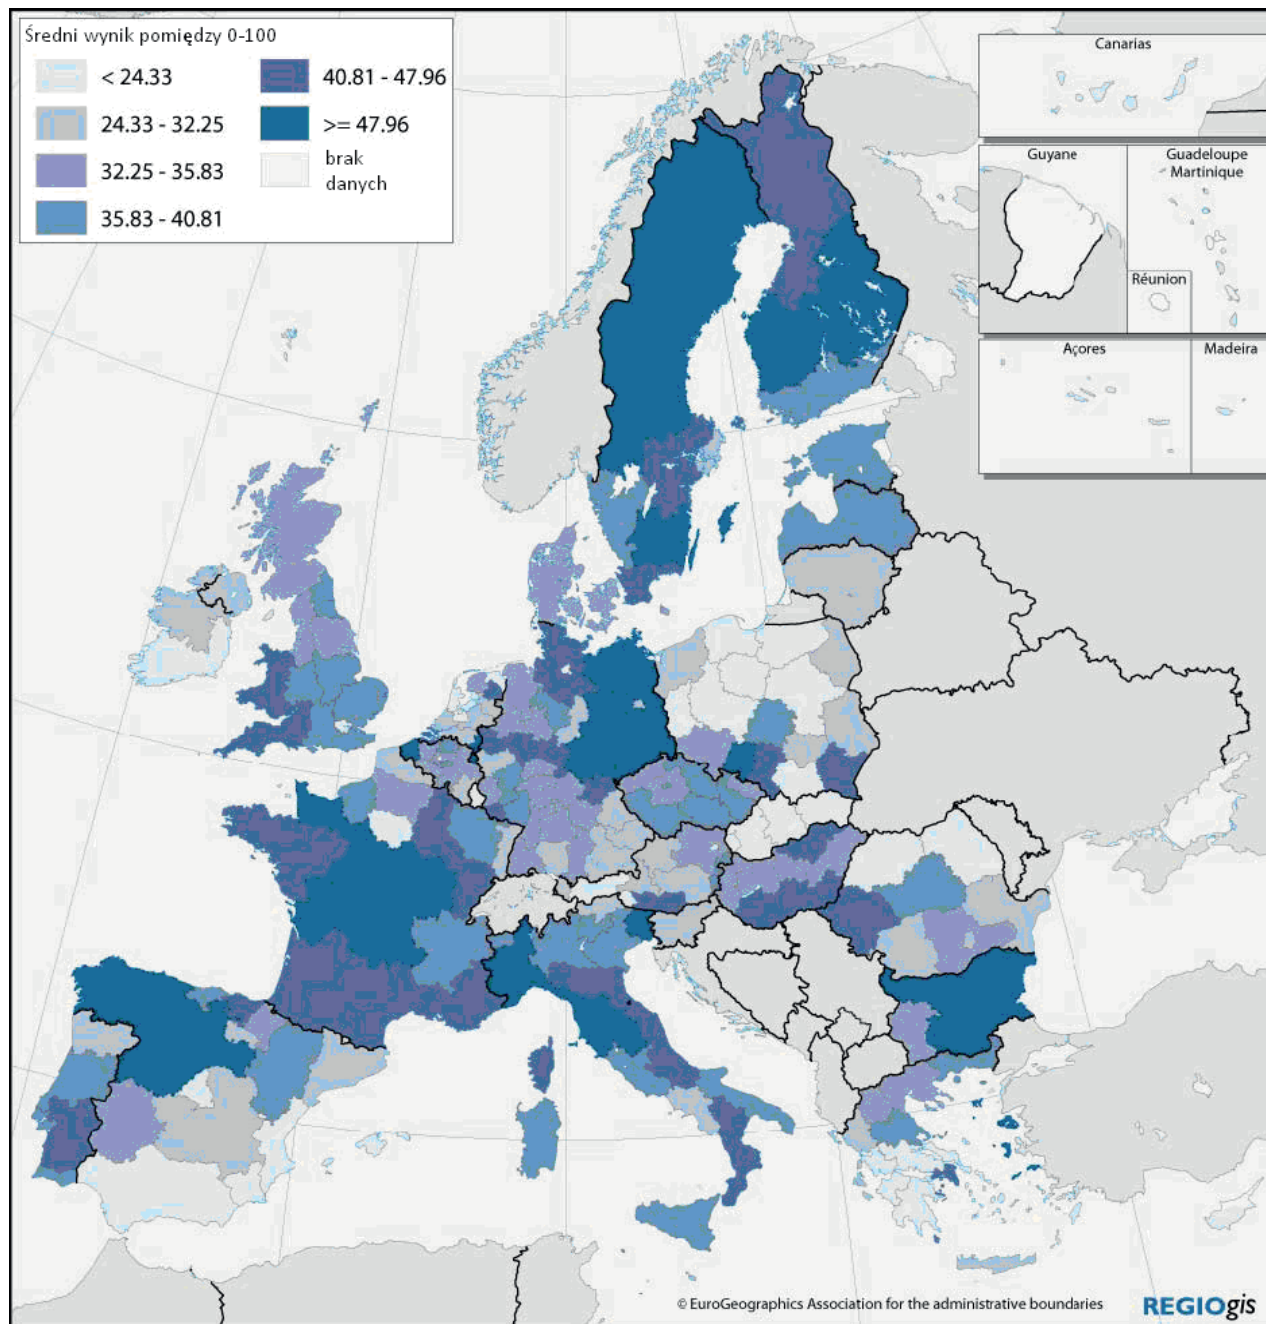 Średni wynik pomiędzy 0-100
< 24.33
24.33 - 32.25
32.25 - 35.83
35.83 - 40.81
40.81 - 47.96
>= 47.96
brak
danych
Canarias
Guyane
Guadeloupe
Martinique
Réunion
Açores
Madeira
© EuroGeographics Association for the administrative boundaries
REGIOgis